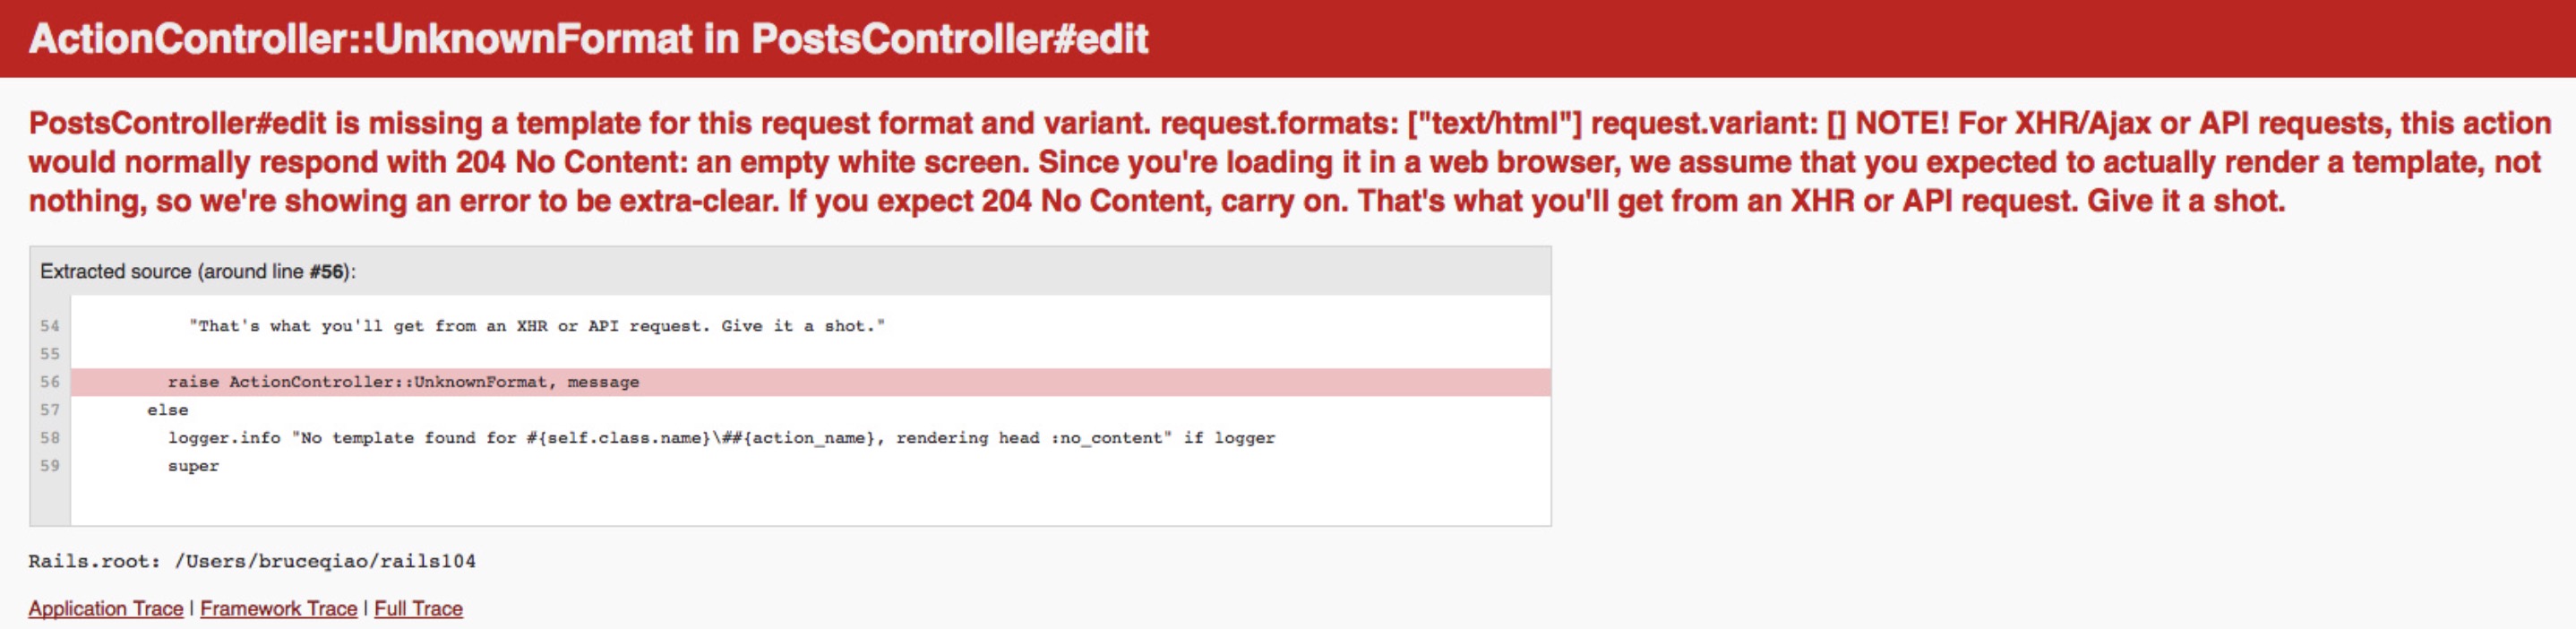 ActionController::UnknownFormat in PostsController#edit
PostsController#edit is missing a template for this request format and variant. request.formats: ["text/html"] request.variant: [] NOTE! For XHR/Ajax or API requests, this action
would normally respond with 204 No Content: an empty white screen. Since you're loading it in a web browser, we assume that you expected to actually render a template, not
nothing, so we're showing an error to be extra-clear. If you expect 204 No Content, carry on. That's what you'll get from an XHR or API request. Give it a shot.
Extracted source (around line #56):
54 "That's what you'll get from an XHR or API request. Give it a shot."
55
56 raise ActionController::UnknownFormat, message
57 else
58 logger.info "No template found for #{self.class.name}\##{action_name}, rendering head :no_content" if logger
59 super
Rails.root: /Users/bruceqiao/rails104
Application Trace | Framework Trace | Full Trace